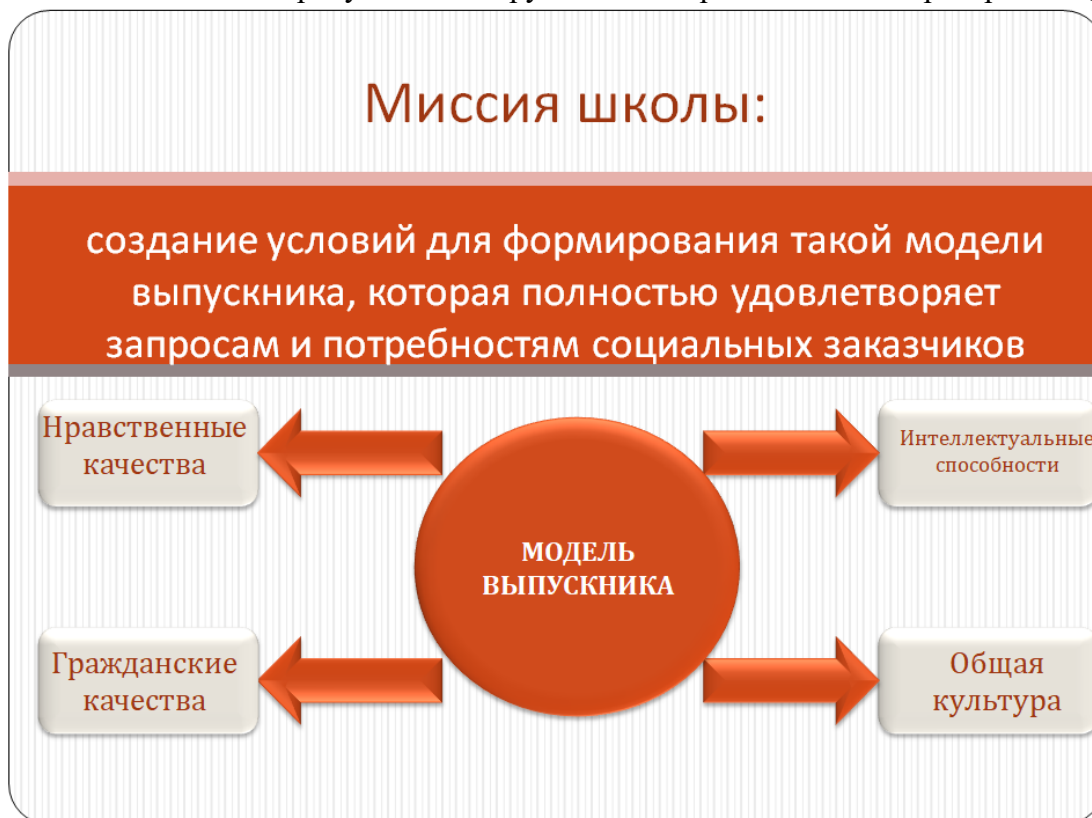 Миссия школы:
создание условий для формирования такой модели
выпускника, которая полностью удовлетворяет
запросам и потребностям социальных заказчиков
Нравственные
качества
Интеллектуальные
способности
МОДЕЛЬ
ВЫПУСКНИКА
Гражданские
качества
Общая
культура